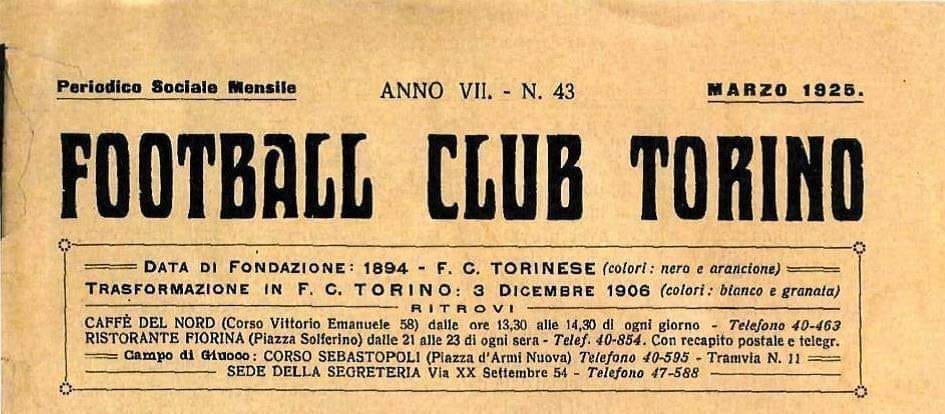 Periodico Sociale Mensile ANNO VII. - N. 43 MARZO 1925.
FOOTBALL CLUB TORINO
DATA DI FONDAZIONE: 1894 - F. C. TORINESE (colori: nero e arancione)
TRASFORMAZIONE IN F. C. TORINO: 3 DICEMBRE 1906 (colori: bianco e granata)
RITROVI
CAFFÈ DEL NORD (Corso Vittorio Emanuele 58) dalle ore 13,30 alle 14,30 di ogni giorno - Telefono 40-463
RISTORANTE FIORINA (Piazza Solferino) dalle 21 alle 23 di ogni sera - Telef. 40-854. Con recapito postale e telegr.
Campo di Giuoco: CORSO SEBASTOPOLI (Piazza d'Armi Nuova) Telefono 40-595 - Tramvia N. 11
SEDE DELLA SEGRETERIA Via XX Settembre 54 - Telefono 47-588